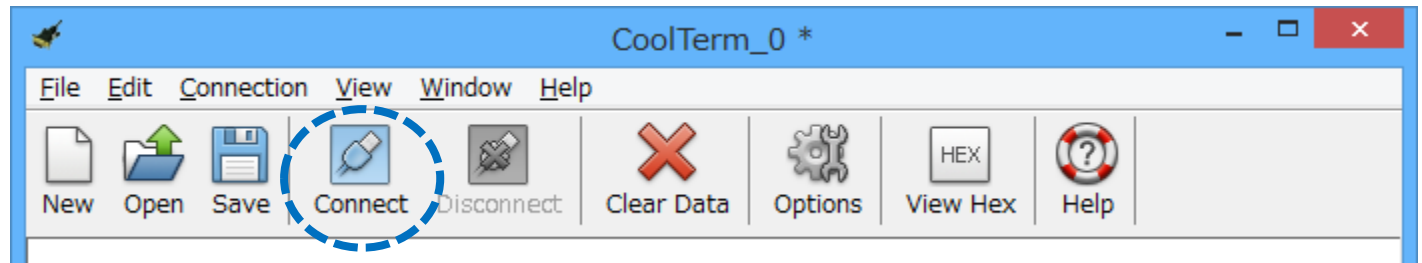 CoolTerm_0 *
File Edit Connection View Window Help
HEX
New Open Save Connect Disconnect Clear Data Options View Hex Help